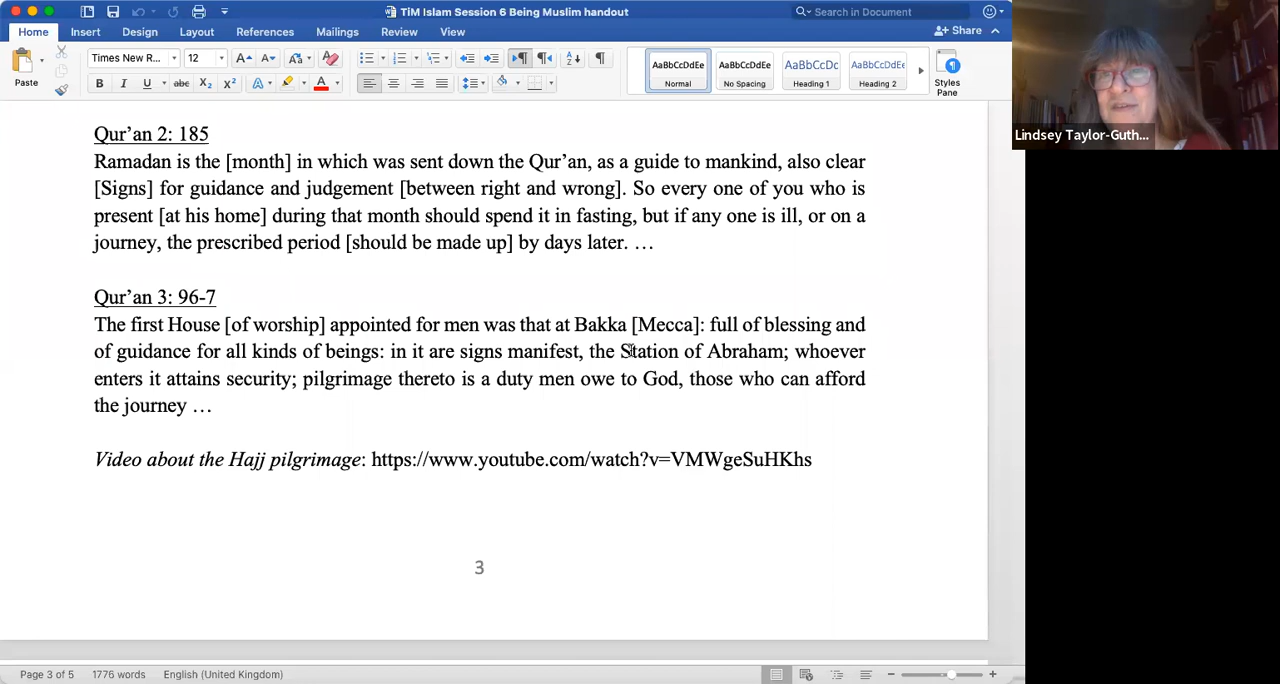 TiM Islam Session 6 Being Muslim handout
Search in Document
Home Insert Design Layout References Mailings Review View
Share
Paste
Times New R... 12
AaBbCcDdEe AaBbCcDdEe AaBbCcDc AaBbCcDdEe
Normal No Spacing Heading 1 Heading 2
Styles
Pane
Lindsey Taylor-Guth...
Qur’an 2: 185
Ramadan is the [month] in which was sent down the Qur’an, as a guide to mankind, also clear
[Signs] for guidance and judgement [between right and wrong]. So every one of you who is
present [at his home] during that month should spend it in fasting, but if any one is ill, or on a
journey, the prescribed period [should be made up] by days later. …
Qur’an 3: 96-7
The first House [of worship] appointed for men was that at Bakka [Mecca]: full of blessing and
of guidance for all kinds of beings: in it are signs manifest, the Station of Abraham; whoever
enters it attains security; pilgrimage thereto is a duty men owe to God, those who can afford
the journey …
Video about the Hajj pilgrimage: https://www.youtube.com/watch?v=VMWgeSuHKhs
3
Page 3 of 5 1776 words English (United Kingdom)